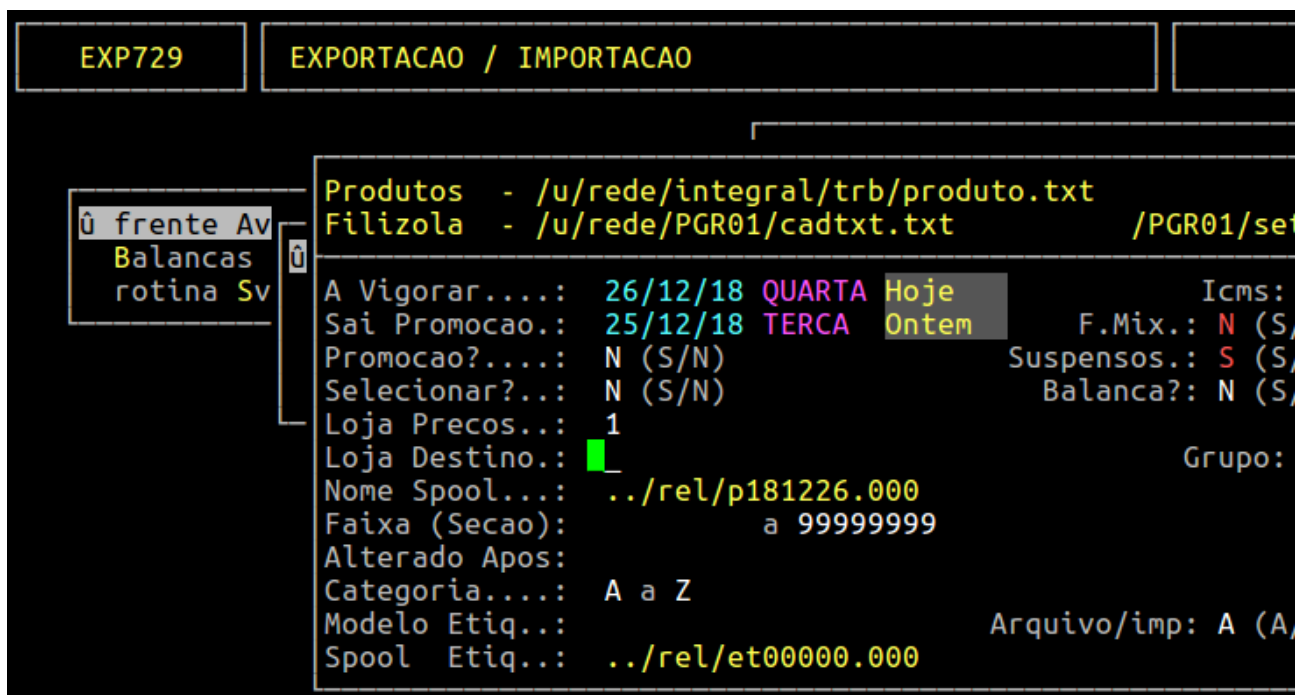 EXP729 EXPORTACAO / IMPORTACAO
Produtos  - /u/rede/integral/trb/produto.txt
û frente Av Filizola  - /u/rede/PGR01/cadtxt.txt /PGR01/set
Balancas û
rotina Sv A Vigorar....: 26/12/18 QUARTA Hoje Icms:
Sai Promocao.: 25/12/18 TERCA Ontem F.Mix.: N (S/
Promocao?....: N (S/N) Suspensos.: S (S/
Selecionar?..: N (S/N) Balanca?: N (S/
Loja Precos..: 1
Loja Destino.: _ Grupo:
Nome Spool...: ../rel/p181226.000
Faixa (Secao): a 99999999
Alterado Apos:
Categoria....: A a Z
Modelo Etiq..: Arquivo/imp: A (A/
Spool  Etiq..: ../rel/et00000.000